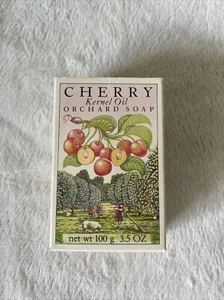 CHERRY
Kernel Oil
ORCHARD SOAP
net wt 100 g 3.5 OZ